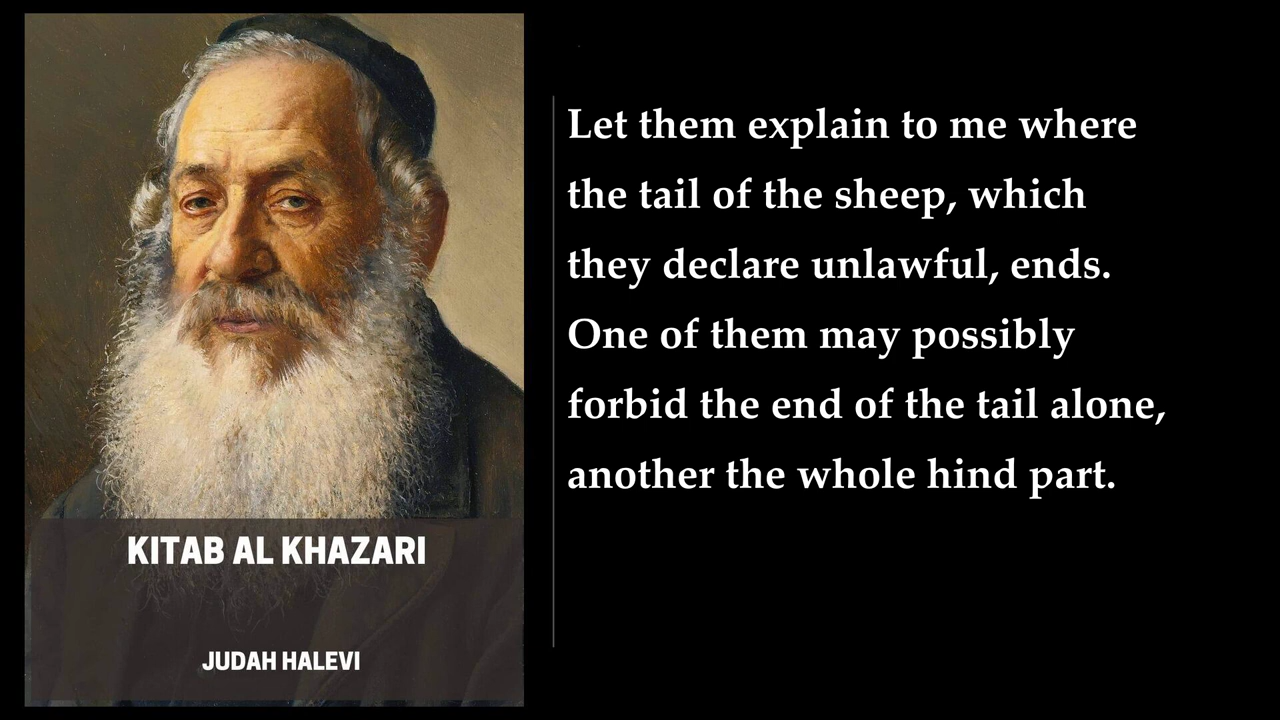 KITAB AL KHAZARI
JUDAH HALEVI
Let them explain to me where
the tail of the sheep, which
they declare unlawful, ends.
One of them may possibly
forbid the end of the tail alone,
another the whole hind part.